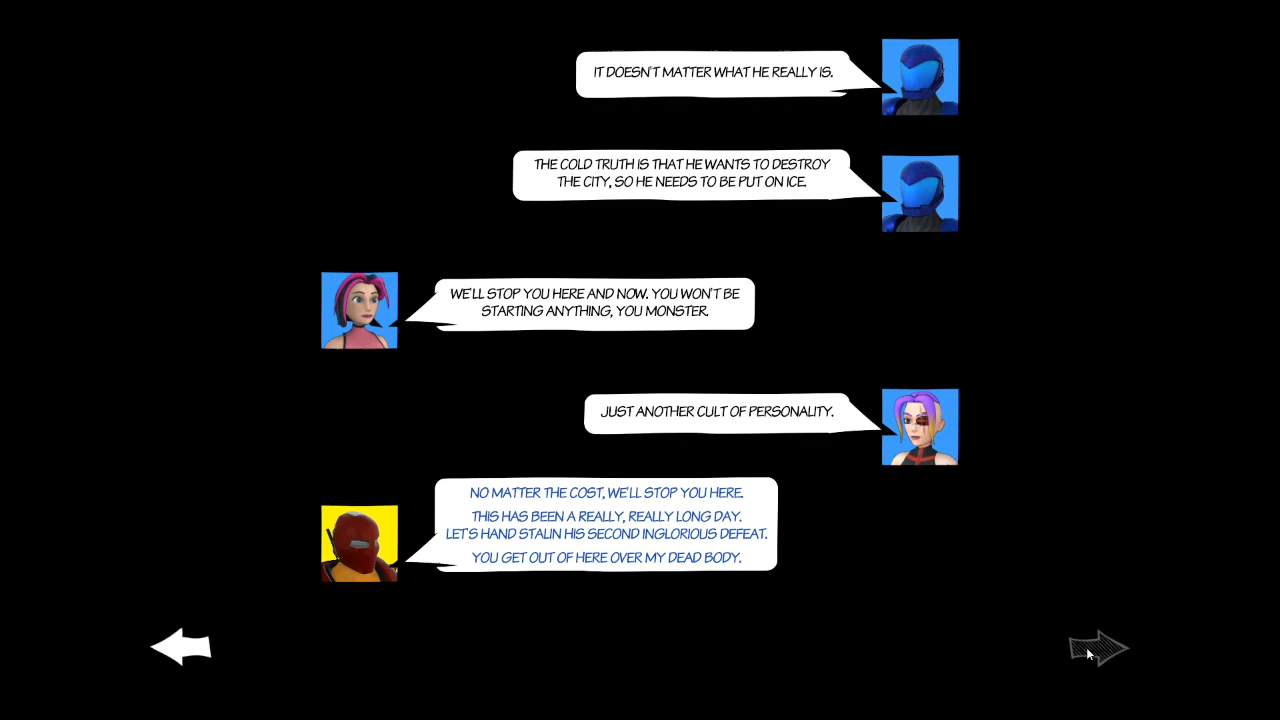 IT DOESN'T MATTER WHAT HE REALLY IS.
THE COLD TRUTH IS THAT HE WANTS TO DESTROY
THE CITY, SO HE NEEDS TO BE PUT ON ICE.
WE'LL STOP YOU HERE AND NOW. YOU WON'T BE
STARTING ANYTHING, YOU MONSTER.
JUST ANOTHER CULT OF PERSONALITY.
NO MATTER THE COST, WE'LL STOP YOU HERE.
THIS HAS BEEN A REALLY, REALLY LONG DAY.
LET'S HAND STALIN HIS SECOND INGLORIOUS DEFEAT.
YOU GET OUT OF HERE OVER MY DEAD BODY.